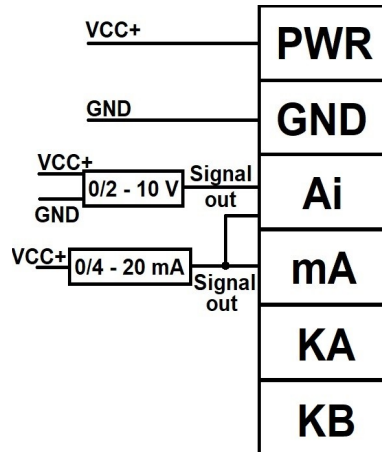 VCC+
PWR
GND
GND
VCC+
0/2 - 10 V
Signal
out
GND
Ai
VCC+
0/4 - 20 mA
Signal
out
mA
KA
KB